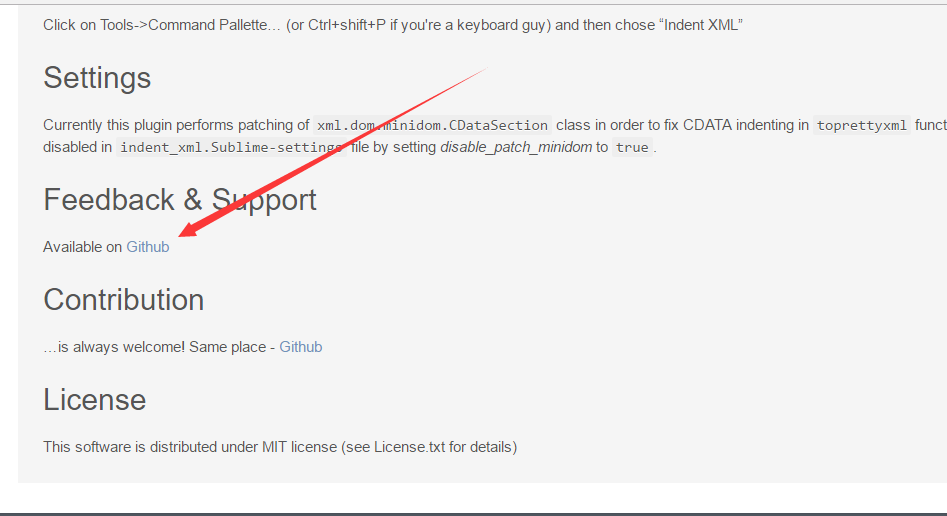 Click on Tools->Command Pallette… (or Ctrl+shift+P if you're a keyboard guy) and then chose “Indent XML”
Settings
Currently this plugin performs patching of xml.dom.minidom.CDataSection class in order to fix CDATA indenting in toprettyxml funct
disabled in indent_xml.Sublime-settings file by setting disable_patch_minidom to true.
Feedback & Support
Available on Github
Contribution
…is always welcome! Same place - Github
License
This software is distributed under MIT license (see License.txt for details)